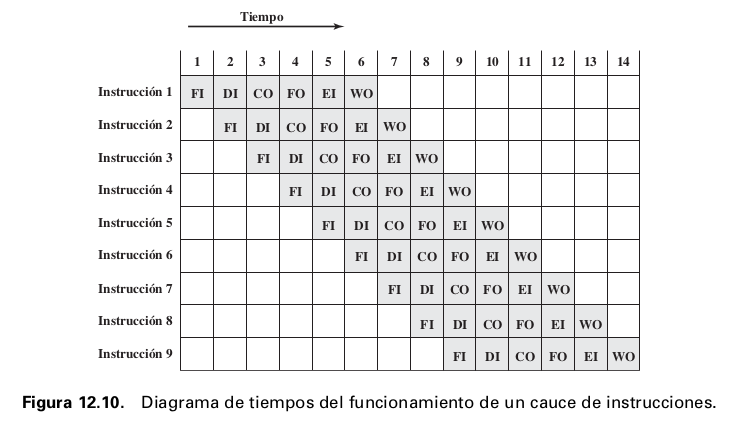 Tiempo
1 2 3 4 5 6 7 8 9 10 11 12 13 14
Instrucción 1 FI DI CO FO EI WO
Instrucción 2 FI DI CO FO EI WO
Instrucción 3 FI DI CO FO EI WO
Instrucción 4 FI DI CO FO EI WO
Instrucción 5 FI DI CO FO EI WO
Instrucción 6 FI DI CO FO EI WO
Instrucción 7 FI DI CO FO EI WO
Instrucción 8 FI DI CO FO EI WO
Instrucción 9 FI DI CO FO EI WO
Figura 12.10. Diagrama de tiempos del funcionamiento de un cauce de instrucciones.